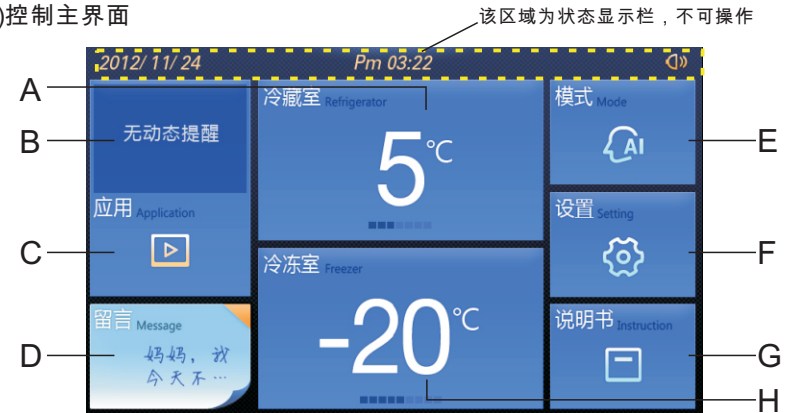 )控制主界面
该区域为状态显示栏，不可操作
2012/11/24 Pm 03:22
A
B
C
D
无动态提醒
应用 Application
留言 Message
妈妈，我
今天不…
冷藏室 Refrigerator
5℃
冷冻室 Freezer
-20℃
模式 Mode
AI
设置 Setting
说明书 Instruction
E
F
G
H